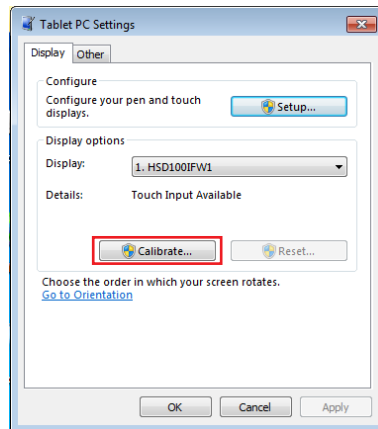 Tablet PC Settings
Display Other
Configure
Configure your pen and touch
displays.
Setup...
Display options
Display: 1. HSD100IFW1
Details: Touch Input Available
Calibrate... Reset...
Choose the order in which your screen rotates.
Go to Orientation
OK Cancel Apply